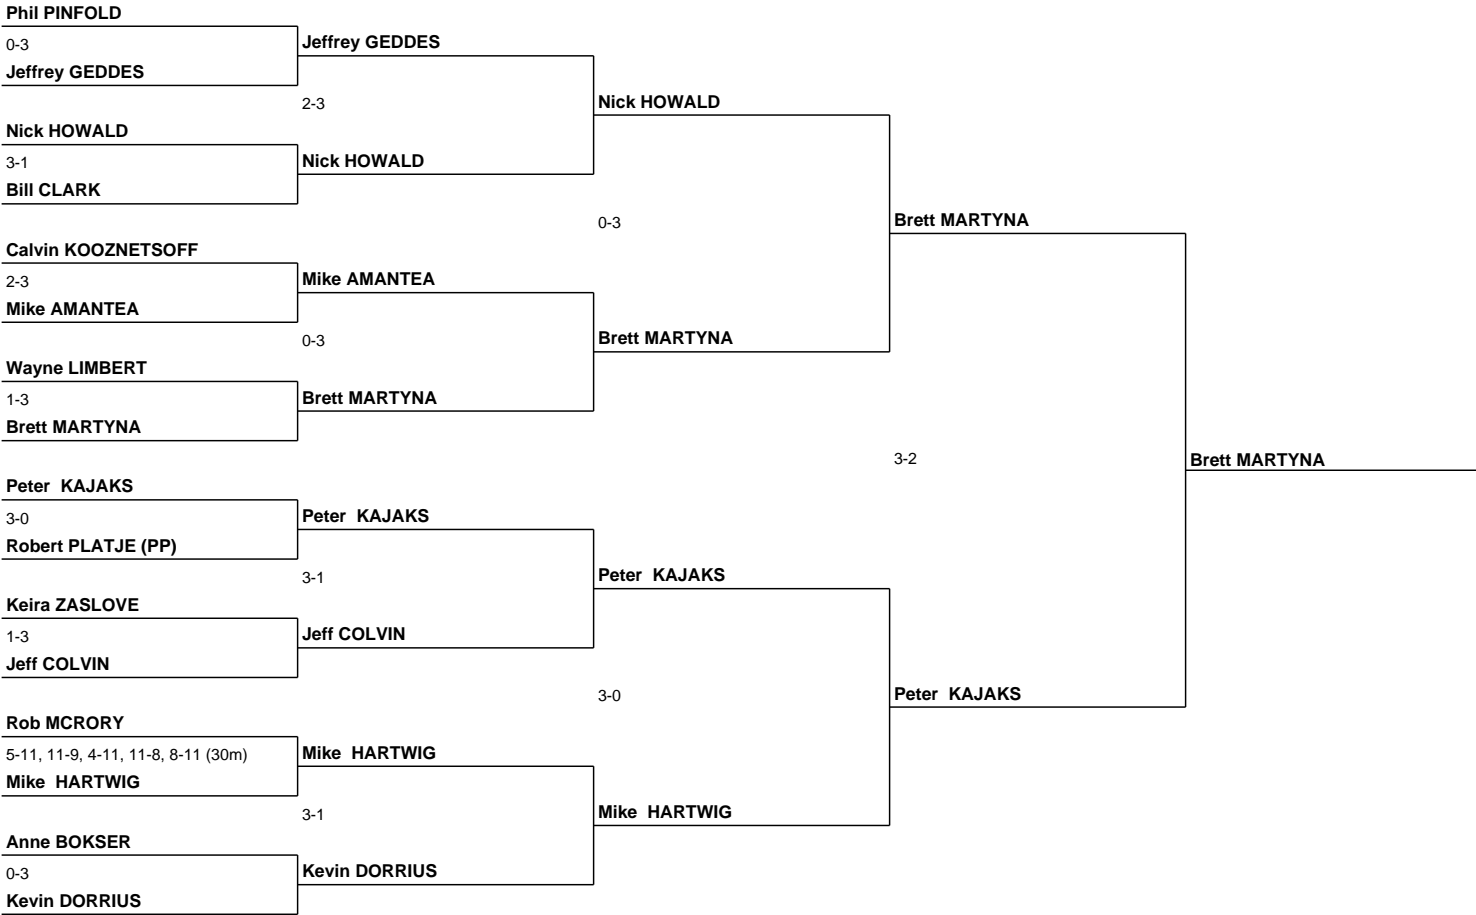 Phil PINFOLD
0-3
Jeffrey GEDDES
Nick HOWALD
3-1
Bill CLARK
Calvin KOOZNETSOFF
2-3
Mike AMANTEA
Wayne LIMBERT
1-3
Brett MARTYNA
Peter  KAJAKS
3-0
Robert PLATJE (PP)
Keira ZASLOVE
1-3
Jeff COLVIN
Rob MCRORY
5-11, 11-9, 4-11, 11-8, 8-11 (30m)
Mike  HARTWIG
Anne BOKSER
0-3
Kevin DORRIUS
Jeffrey GEDDES
2-3
Nick HOWALD
Mike AMANTEA
0-3
Brett MARTYNA
Peter  KAJAKS
3-1
Jeff COLVIN
Mike  HARTWIG
3-1
Kevin DORRIUS
Nick HOWALD
0-3
Brett MARTYNA
Peter  KAJAKS
3-0
Mike  HARTWIG
Brett MARTYNA
3-2
Peter  KAJAKS
Brett MARTYNA